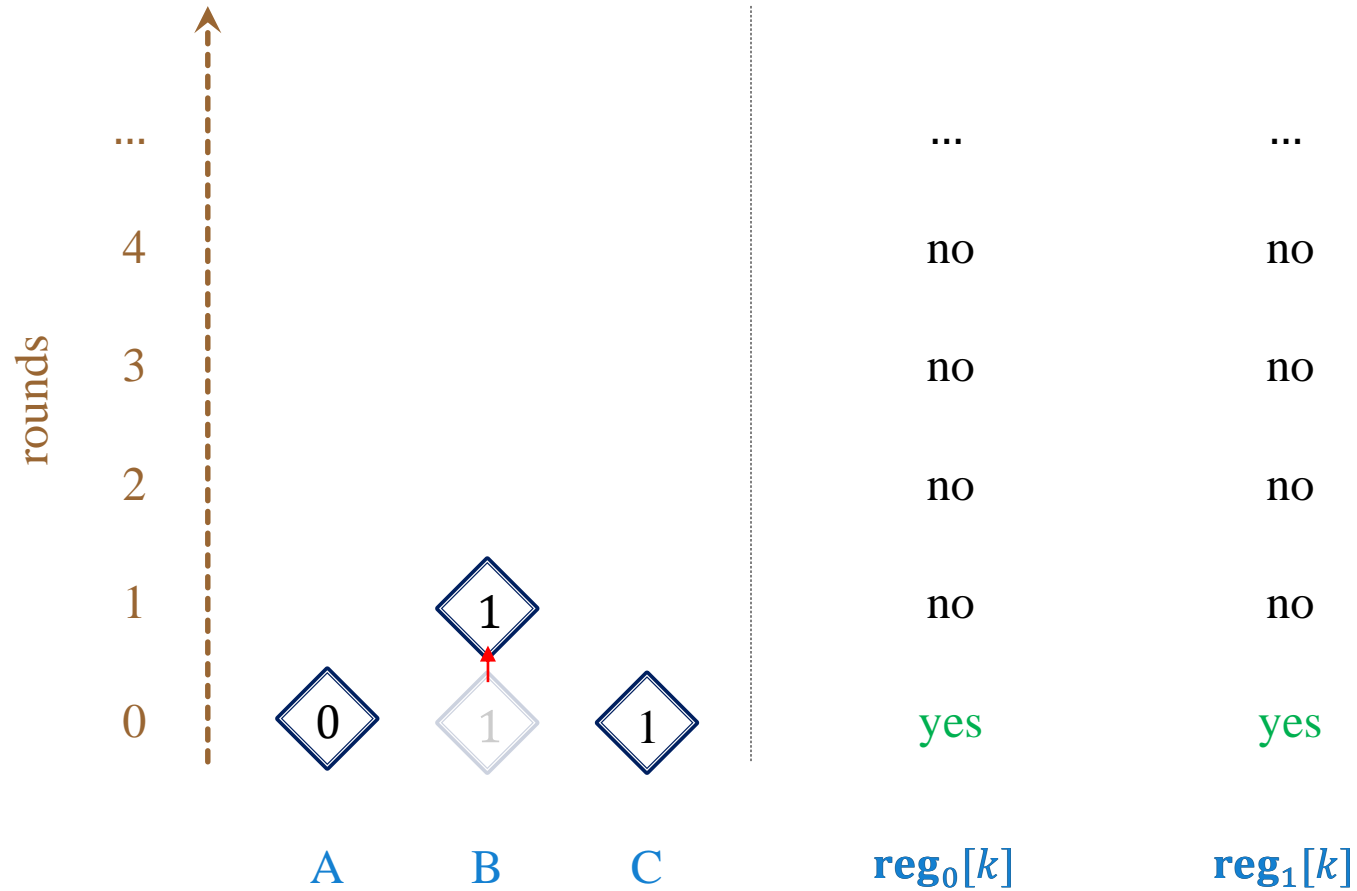 ... ... ...
4 no no
rounds
3 no no
2 no no
1 1 no no
0 0 1 1 yes yes
A B C reg₀[k] reg₁[k]